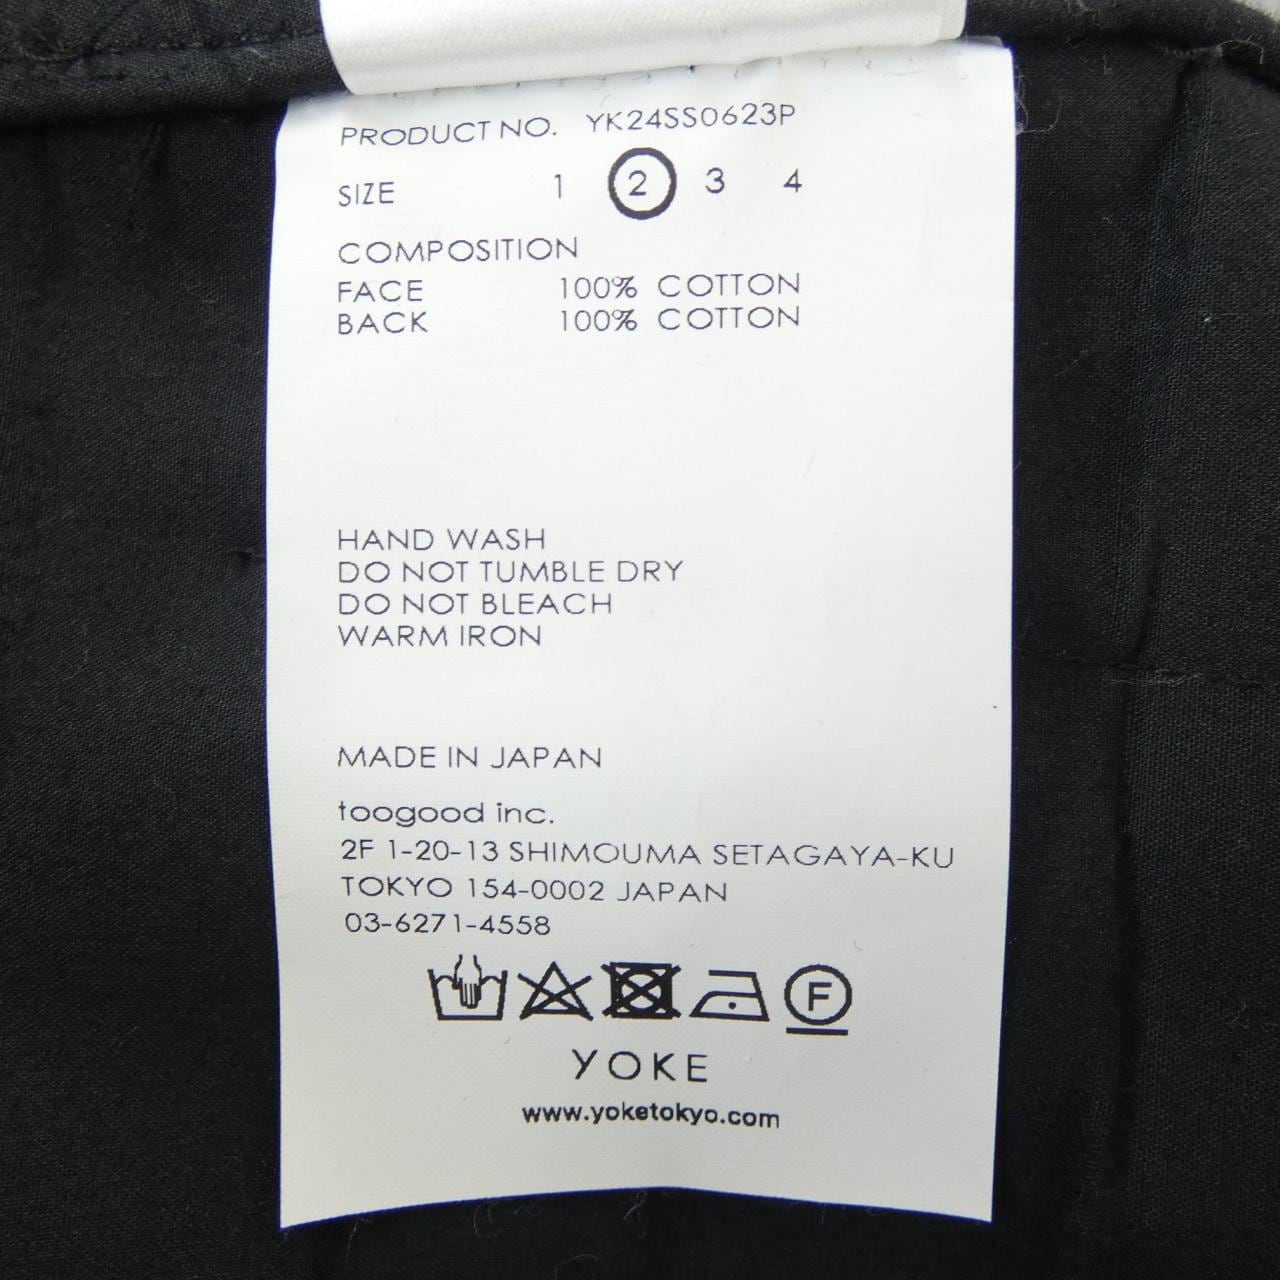 PRODUCT NO. YK24SS0623P
SIZE 1 2 3 4
COMPOSITION
FACE 100% COTTON
BACK 100% COTTON
HAND WASH
DO NOT TUMBLE DRY
DO NOT BLEACH
WARM IRON
MADE IN JAPAN
toogood inc.
2F 1-20-13 SHIMOUMA SETAGAYA-KU
TOKYO 154-0002 JAPAN
03-6271-4558
F
YOKE
www.yoketokyo.com